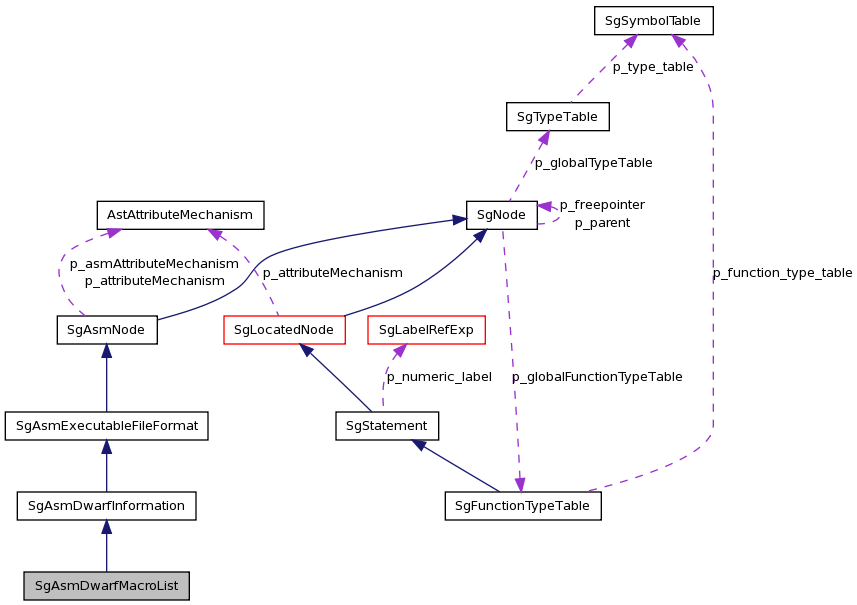 SgSymbolTable
p_type_table
SgTypeTable
p_globalTypeTable
AstAttributeMechanism
SgNode
p_freepointer
p_parent
p_asmAttributeMechanism
p_attributeMechanism
p_attributeMechanism
p_function_type_table
SgAsmNode
SgLocatedNode
SgLabelRefExp
p_numeric_label
p_globalFunctionTypeTable
SgAsmExecutableFileFormat
SgStatement
SgAsmDwarfInformation
SgFunctionTypeTable
SgAsmDwarfMacroList